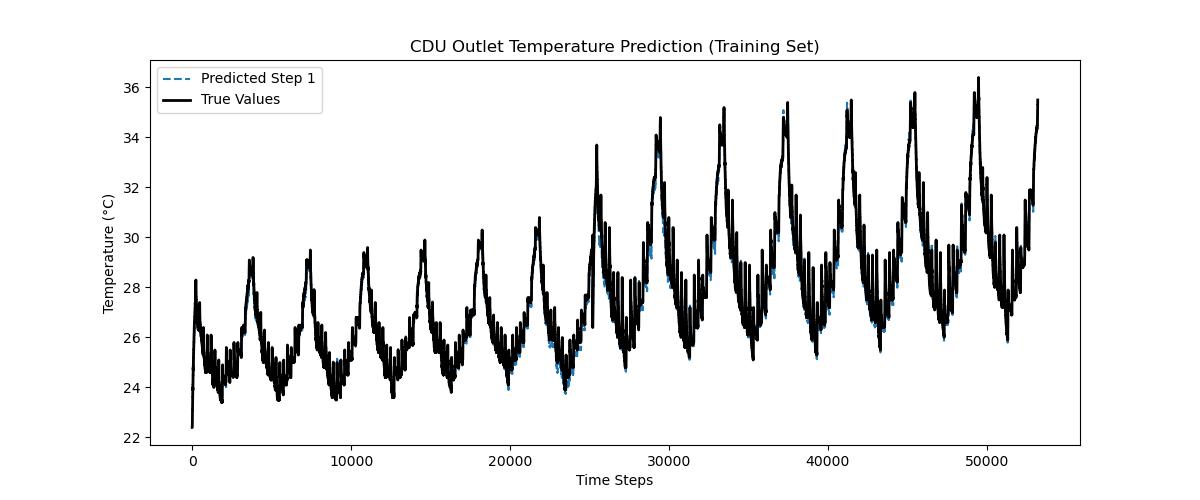 CDU Outlet Temperature Prediction (Training Set)
Predicted Step 1
True Values
Temperature (°C)
36
34
32
30
28
26
24
22
0 10000 20000 30000 40000 50000
Time Steps